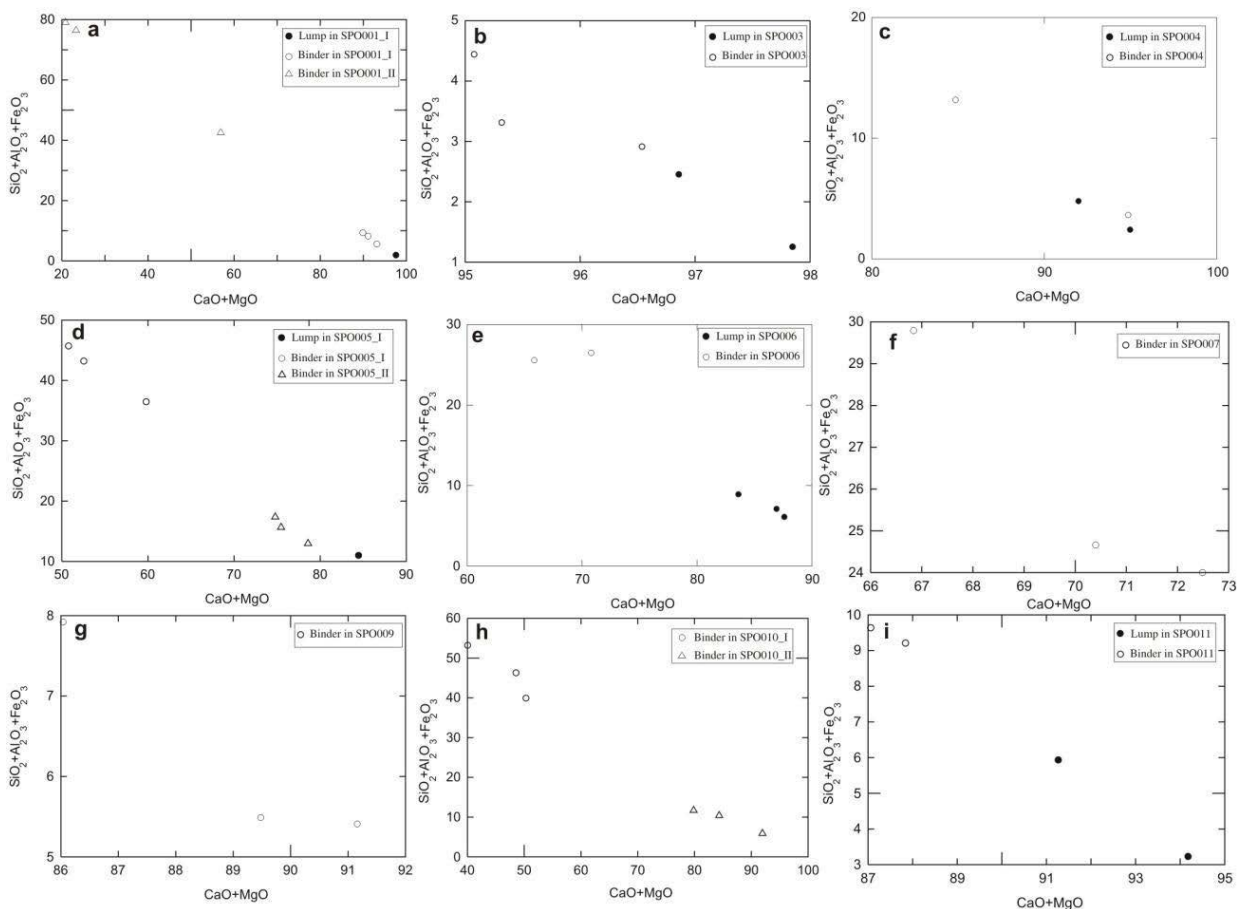 a
80
60
40
20
0
SiO2+Al2O3+Fe2O3
20 40 60 80 100
CaO+MgO
Lump in SPO001_I
Binder in SPO001_I
Binder in SPO001_II
b
5
4
3
2
1
SiO2+Al2O3+Fe2O3
95 96 97 98
CaO+MgO
Lump in SPO003
Binder in SPO003
c
20
10
0
SiO2+Al2O3+Fe2O3
80 90 100
CaO+MgO
Lump in SPO004
Binder in SPO004
d
50
40
30
20
10
SiO2+Al2O3+Fe2O3
50 60 70 80 90
CaO+MgO
Lump in SPO005_I
Binder in SPO005_I
Binder in SPO005_II
e
30
20
10
0
SiO2+Al2O3+Fe2O3
60 70 80 90
CaO+MgO
Lump in SPO006
Binder in SPO006
f
30
29
28
27
26
25
24
SiO2+Al2O3+Fe2O3
66 67 68 69 70 71 72 73
CaO+MgO
Binder in SPO007
g
8
7
6
5
SiO2+Al2O3+Fe2O3
86 87 88 89 90 91 92
CaO+MgO
Binder in SPO009
h
60
50
40
30
20
10
0
SiO2+Al2O3+Fe2O3
40 50 60 70 80 90 100
CaO+MgO
Binder in SPO010_I
Binder in SPO010_II
i
10
9
8
7
6
5
4
3
SiO2+Al2O3+Fe2O3
87 88 90 91 92 94 95
CaO+MgO
Lump in SPO011
Binder in SPO011